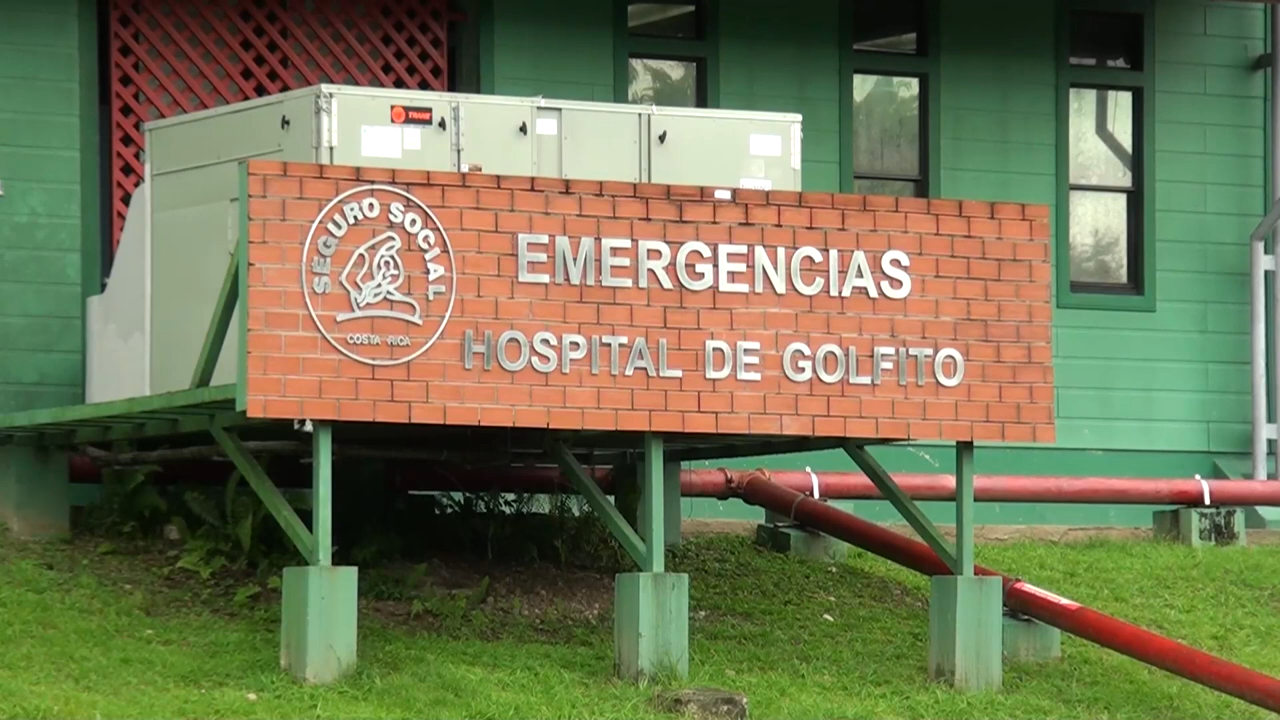 TRANE
SEGURO SOCIAL
COSTA RICA
EMERGENCIAS
HOSPITAL DE GOLFITO